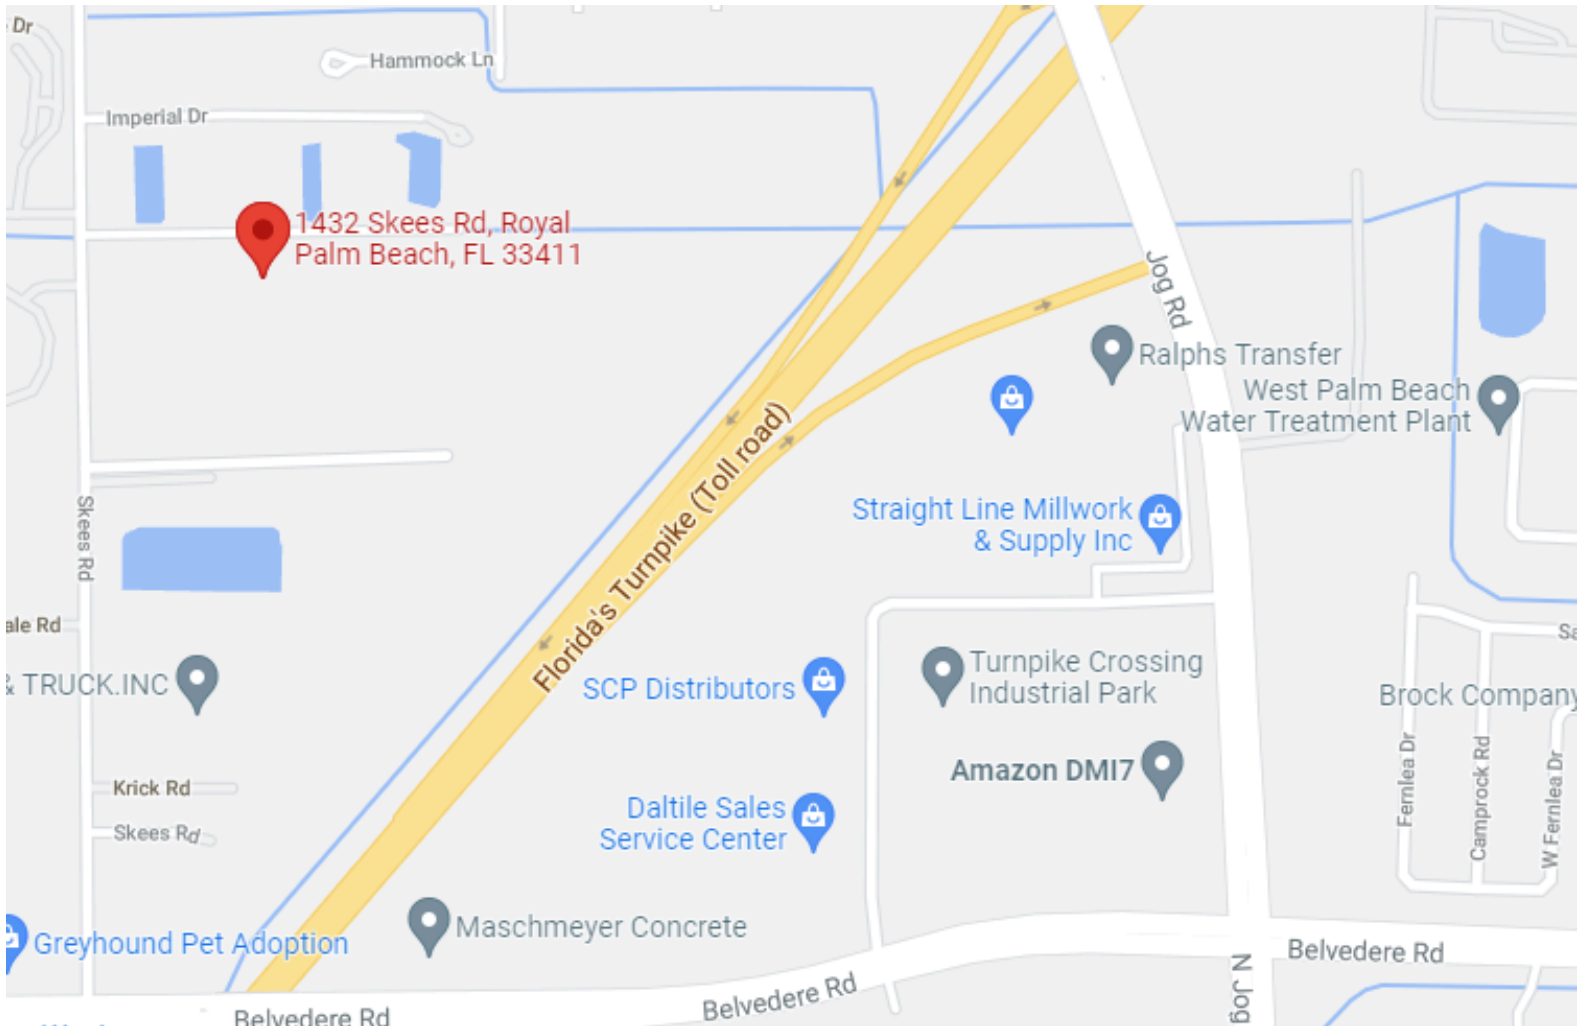 Dr
Hammock Ln
Imperial Dr
1432 Skees Rd, Royal
Palm Beach, FL 33411
Jog Rd
Ralphs Transfer
West Palm Beach
Water Treatment Plant
Florida's Turnpike (Toll road)
Skees Rd
Straight Line Millwork
& Supply Inc
ale Rd
& TRUCK.INC
SCP Distributors
Turnpike Crossing
Industrial Park
Sa
Brock Company
Amazon DMI7
Krick Rd
Skees Rd
Daltile Sales
Service Center
Fernlea Dr
Camprock Rd
W Fernlea Dr
Maschmeyer Concrete
Greyhound Pet Adoption
Belvedere Rd
N Jog
Belvedere Rd
Belvedere Rd